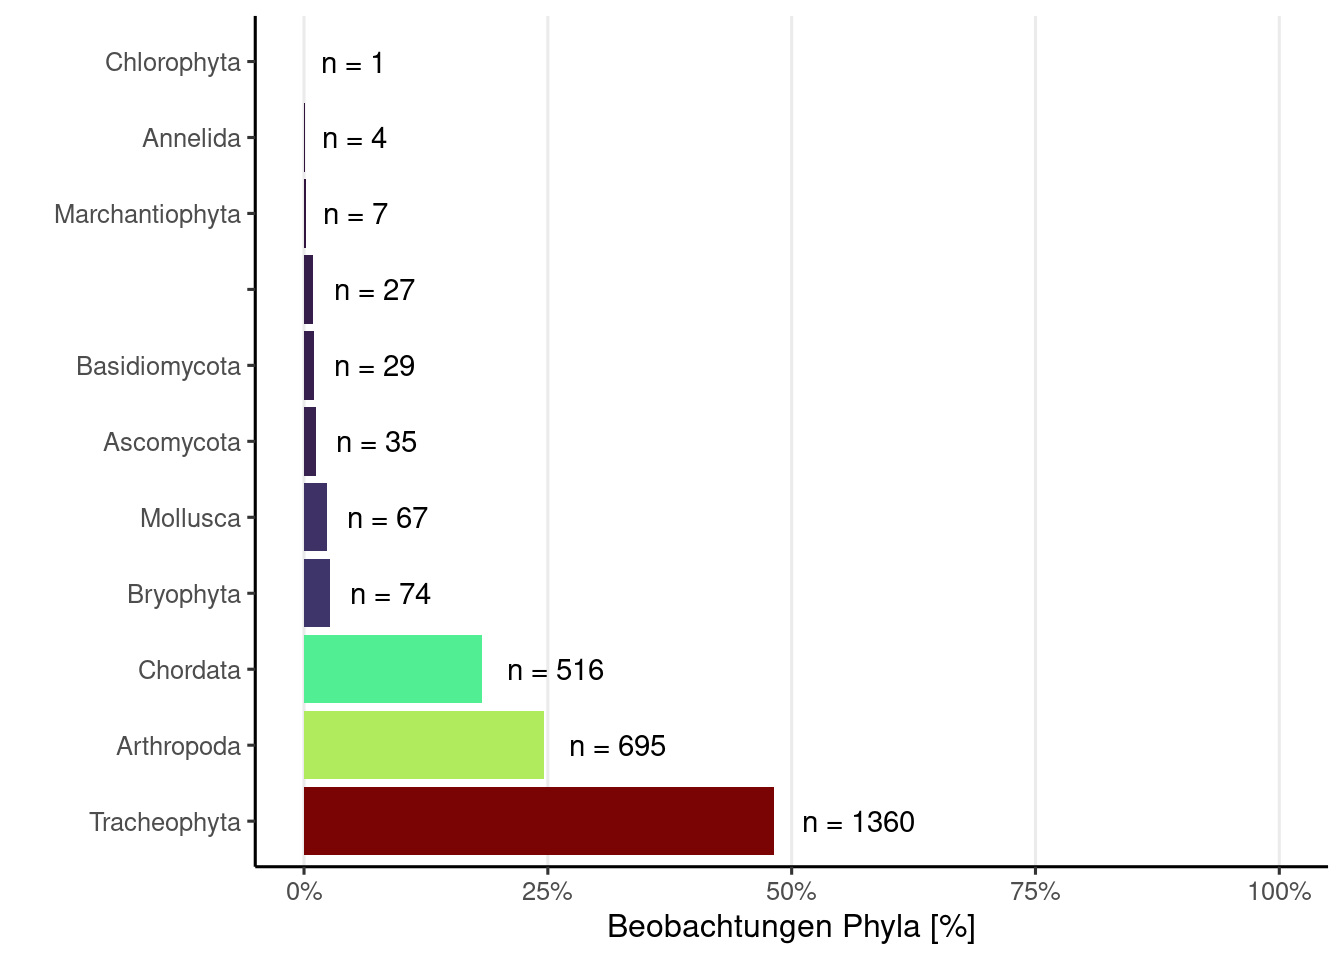 Chlorophyta n = 1
Annelida n = 4
Marchantiophyta n = 7
n = 27
Basidiomycota n = 29
Ascomycota n = 35
Mollusca n = 67
Bryophyta n = 74
Chordata n = 516
Arthropoda n = 695
Tracheophyta n = 1360
0% 25% 50% 75% 100%
Beobachtungen Phyla [%]